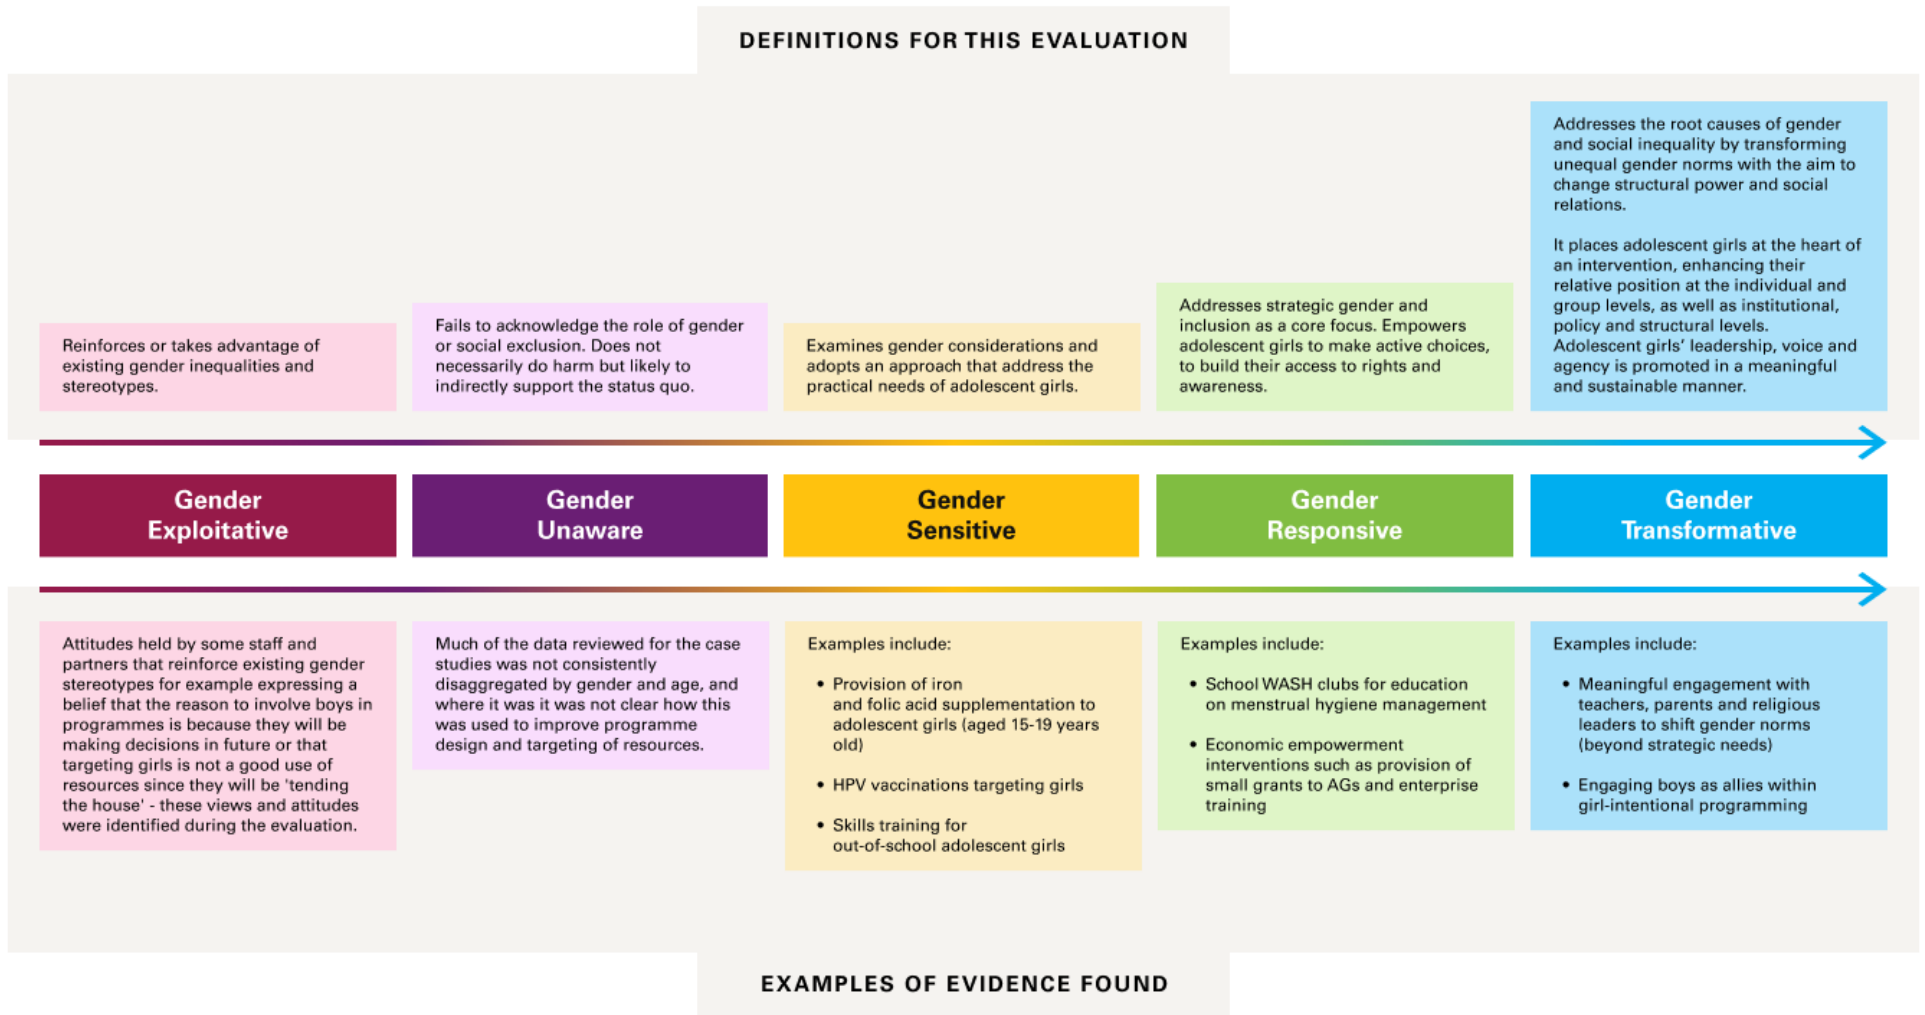 DEFINITIONS FOR THIS EVALUATION
Reinforces or takes advantage of
existing gender inequalities and
stereotypes.
Fails to acknowledge the role of gender
or social exclusion. Does not
necessarily do harm but likely to
indirectly support the status quo.
Examines gender considerations and
adopts an approach that address the
practical needs of adolescent girls.
Addresses strategic gender and
inclusion as a core focus. Empowers
adolescent girls to make active choices,
to build their access to rights and
awareness.
Addresses the root causes of gender
and social inequality by transforming
unequal gender norms with the aim to
change structural power and social
relations.
It places adolescent girls at the heart of
an intervention, enhancing their
relative position at the individual and
group levels, as well as institutional,
policy and structural levels.
Adolescent girls' leadership, voice and
agency is promoted in a meaningful
and sustainable manner.
Gender
Exploitative
Gender
Unaware
Gender
Sensitive
Gender
Responsive
Gender
Transformative
Attitudes held by some staff and
partners that reinforce existing gender
stereotypes for example expressing a
belief that the reason to involve boys in
programmes is because they will be
making decisions in future or that
targeting girls is not a good use of
resources since they will be 'tending
the house' - these views and attitudes
were identified during the evaluation.
Much of the data reviewed for the case
studies was not consistently
disaggregated by gender and age, and
where it was it was not clear how this
was used to improve programme
design and targeting of resources.
Examples include:
• Provision of iron
and folic acid supplementation to
adolescent girls (aged 15-19 years
old)
• HPV vaccinations targeting girls
• Skills training for
out-of-school adolescent girls
Examples include:
• School WASH clubs for education
on menstrual hygiene management
• Economic empowerment
interventions such as provision of
small grants to AGs and enterprise
training
Examples include:
• Meaningful engagement with
teachers, parents and religious
leaders to shift gender norms
(beyond strategic needs)
• Engaging boys as allies within
girl-intentional programming
EXAMPLES OF EVIDENCE FOUND